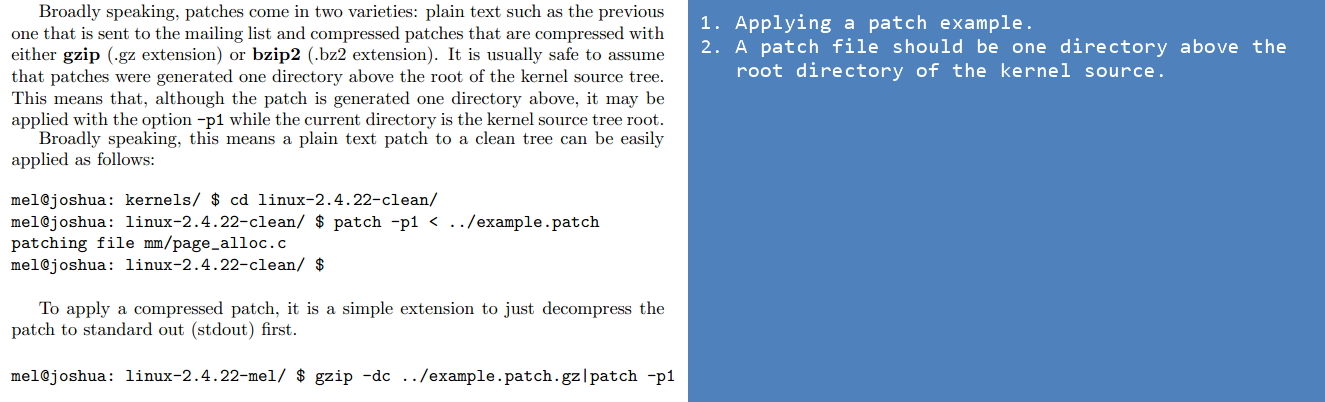 Broadly speaking, patches come in two varieties: plain text such as the previous
one that is sent to the mailing list and compressed patches that are compressed with
either gzip (.gz extension) or bzip2 (.bz2 extension). It is usually safe to assume
that patches were generated one directory above the root of the kernel source tree.
This means that, although the patch is generated one directory above, it may be
applied with the option -p1 while the current directory is the kernel source tree root.
Broadly speaking, this means a plain text patch to a clean tree can be easily
applied as follows:
mel@joshua: kernels/ $ cd linux-2.4.22-clean/
mel@joshua: linux-2.4.22-clean/ $ patch -p1 < ../example.patch
patching file mm/page_alloc.c
mel@joshua: linux-2.4.22-clean/ $
To apply a compressed patch, it is a simple extension to just decompress the
patch to standard out (stdout) first.
mel@joshua: linux-2.4.22-mel/ $ gzip -dc ../example.patch.gz|patch -p1
1. Applying a patch example.
2. A patch file should be one directory above the
root directory of the kernel source.